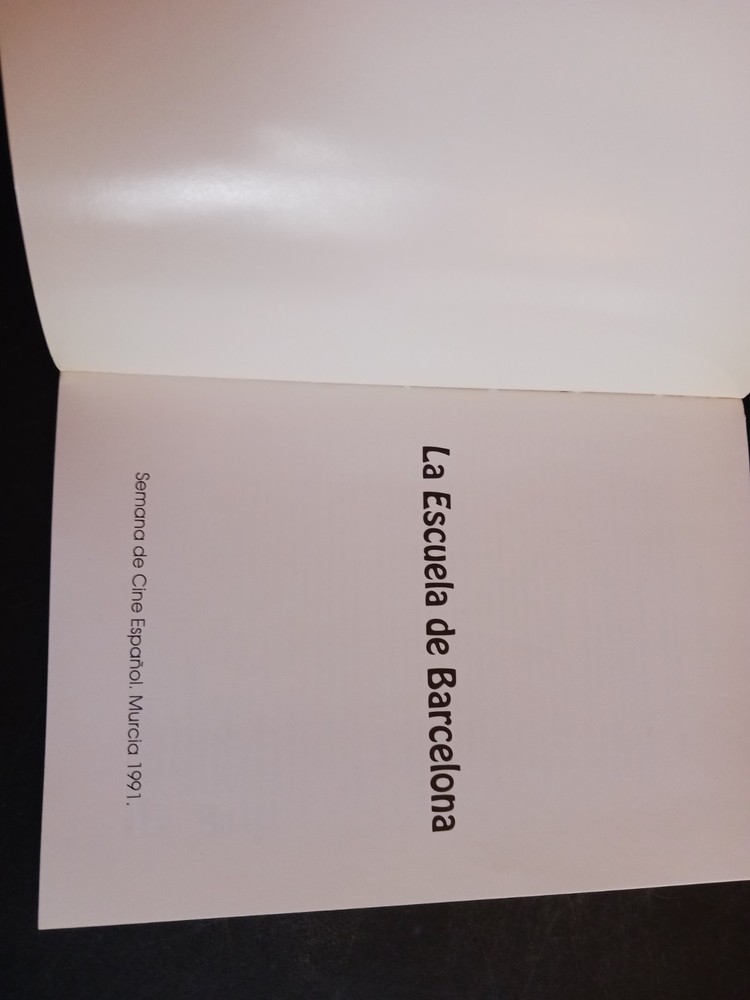 La Escuela de Barcelona
Semana de Cine Español. Murcia 1991.